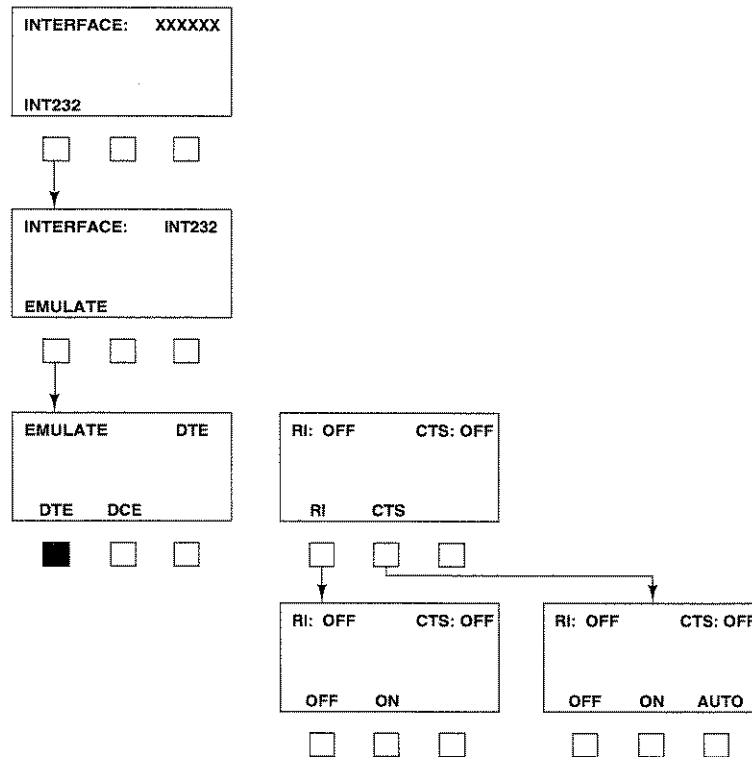 INTERFACE: XXXXXX
INT232
INTERFACE: INT232
EMULATE
EMULATE DTE
DTE DCE
RI: OFF CTS: OFF
RI CTS
RI: OFF CTS: OFF
OFF ON
RI: OFF CTS: OFF
OFF ON AUTO